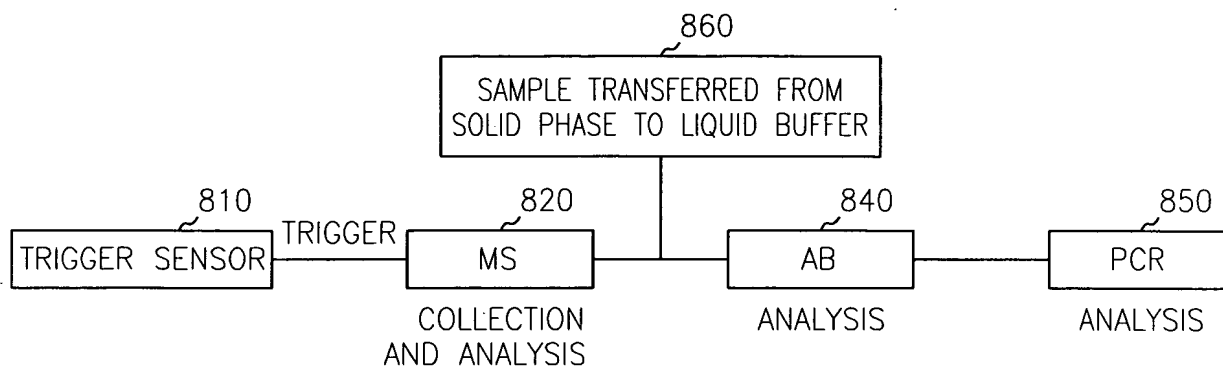 860
SAMPLE TRANSFERRED FROM
SOLID PHASE TO LIQUID BUFFER
810
TRIGGER
820
840
850
TRIGGER SENSOR
MS
AB
PCR
COLLECTION
AND ANALYSIS
ANALYSIS
ANALYSIS